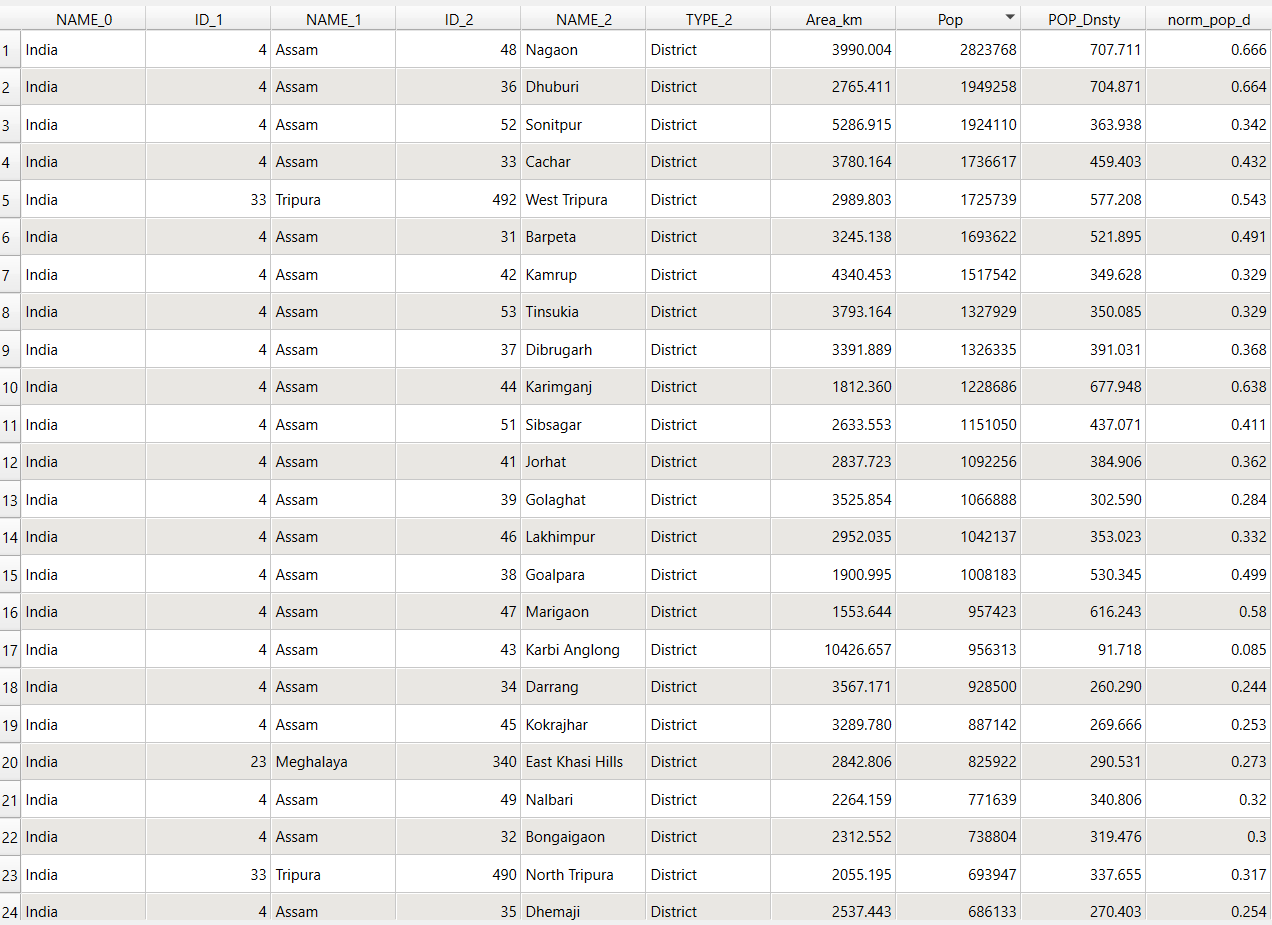 NAME_0 ID_1 NAME_1 ID_2 NAME_2 TYPE_2 Area_km Pop POP_Dnsty norm_pop_d
1 India 4 Assam 48 Nagaon District 3990.004 2823768 707.711 0.666
2 India 4 Assam 36 Dhuburi District 2765.411 1949258 704.871 0.664
3 India 4 Assam 52 Sonitpur District 5286.915 1924110 363.938 0.342
4 India 4 Assam 33 Cachar District 3780.164 1736617 459.403 0.432
5 India 33 Tripura 492 West Tripura District 2989.803 1725739 577.208 0.543
6 India 4 Assam 31 Barpeta District 3245.138 1693622 521.895 0.491
7 India 4 Assam 42 Kamrup District 4340.453 1517542 349.628 0.329
8 India 4 Assam 53 Tinsukia District 3793.164 1327929 350.085 0.329
9 India 4 Assam 37 Dibrugarh District 3391.889 1326335 391.031 0.368
10 India 4 Assam 44 Karimganj District 1812.360 1228686 677.948 0.638
11 India 4 Assam 51 Sibsagar District 2633.553 1151050 437.071 0.411
12 India 4 Assam 41 Jorhat District 2837.723 1092256 384.906 0.362
13 India 4 Assam 39 Golaghat District 3525.854 1066888 302.590 0.284
14 India 4 Assam 46 Lakhimpur District 2952.035 1042137 353.023 0.332
15 India 4 Assam 38 Goalpara District 1900.995 1008183 530.345 0.499
16 India 4 Assam 47 Marigaon District 1553.644 957423 616.243 0.58
17 India 4 Assam 43 Karbi Anglong District 10426.657 956313 91.718 0.085
18 India 4 Assam 34 Darrang District 3567.171 928500 260.290 0.244
19 India 4 Assam 45 Kokrajhar District 3289.780 887142 269.666 0.253
20 India 23 Meghalaya 340 East Khasi Hills District 2842.806 825922 290.531 0.273
21 India 4 Assam 49 Nalbari District 2264.159 771639 340.806 0.32
22 India 4 Assam 32 Bongaigaon District 2312.552 738804 319.476 0.3
23 India 33 Tripura 490 North Tripura District 2055.195 693947 337.655 0.317
24 India 4 Assam 35 Dhemaji District 2537.443 686133 270.403 0.254